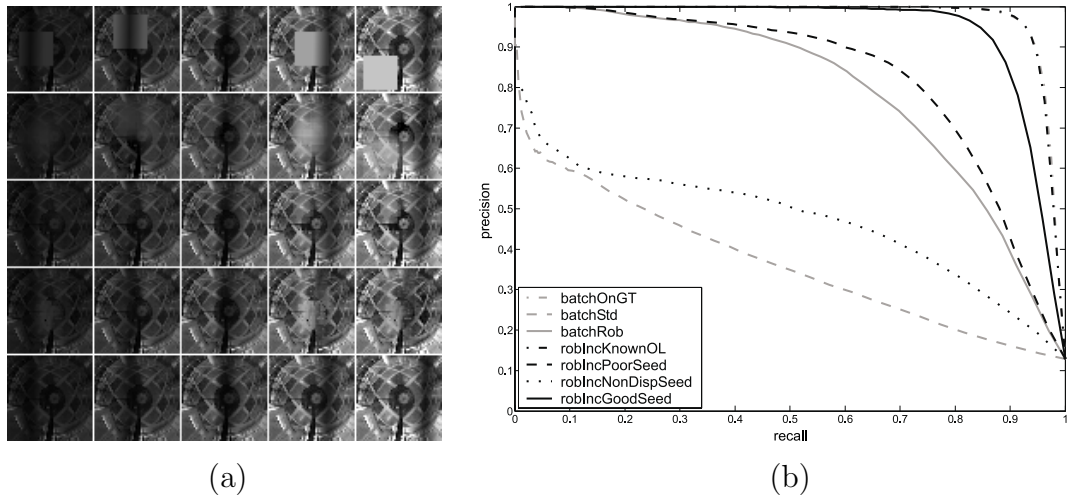 1
0.9
0.8
0.7
0.6
0.5
0.4
0.3
0.2
0.1
0
precision
batchOnGT
batchStd
batchRob
robIncKnownOL
robIncPoorSeed
robIncNonDispSeed
robIncGoodSeed
0 0.1 0.2 0.3 0.4 0.5 0.6 0.7 0.8 0.9 1
recall
(a) (b)